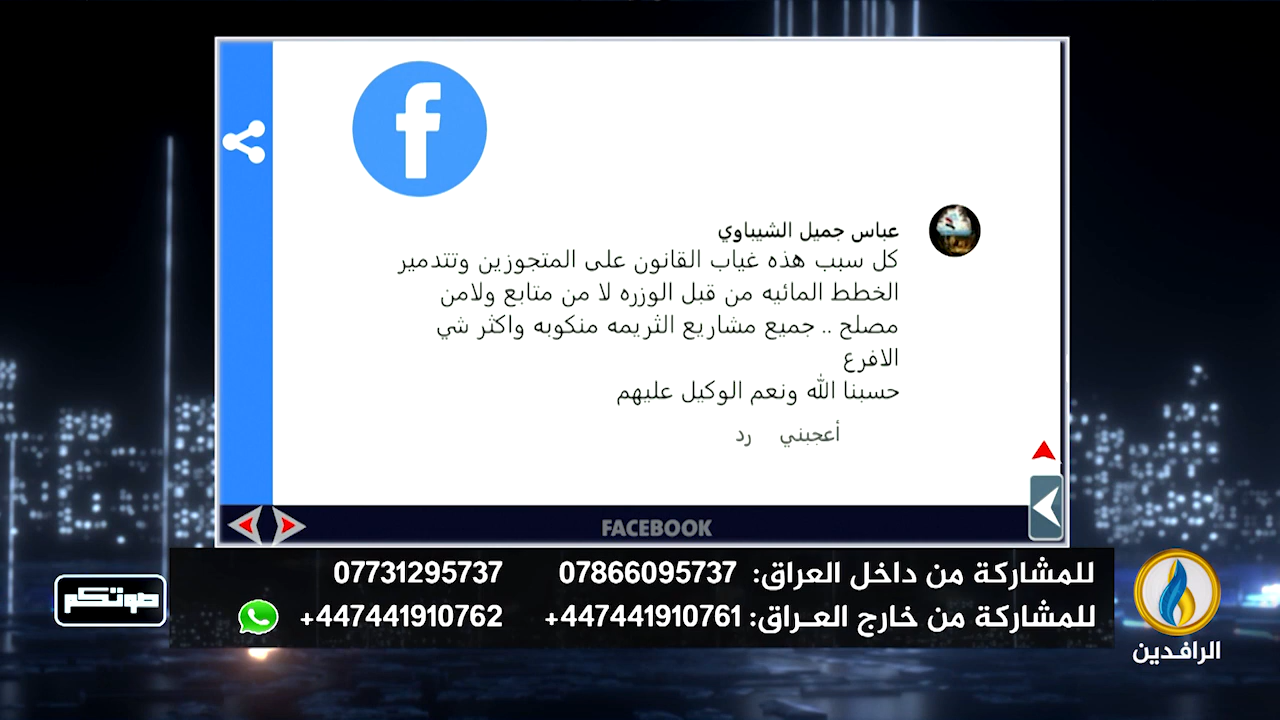 عباس جميل الشيباوي
كل سبب هذه غياب القانون على المتجوزين وتتدمير
الخطط المائيه من قبل الوزره لا من متابع ولامن
مصلح .. جميع مشاريع الثريمه منكوبه واكثر شي
الافرع
حسبنا الله ونعم الوكيل عليهم
أعجبني رد
FACEBOOK
للمشاركة من داخل العراق: 07866095737 07731295737
للمشاركة من خارج العراق: +447441910761 +447441910762
صوتكم
الرافدين